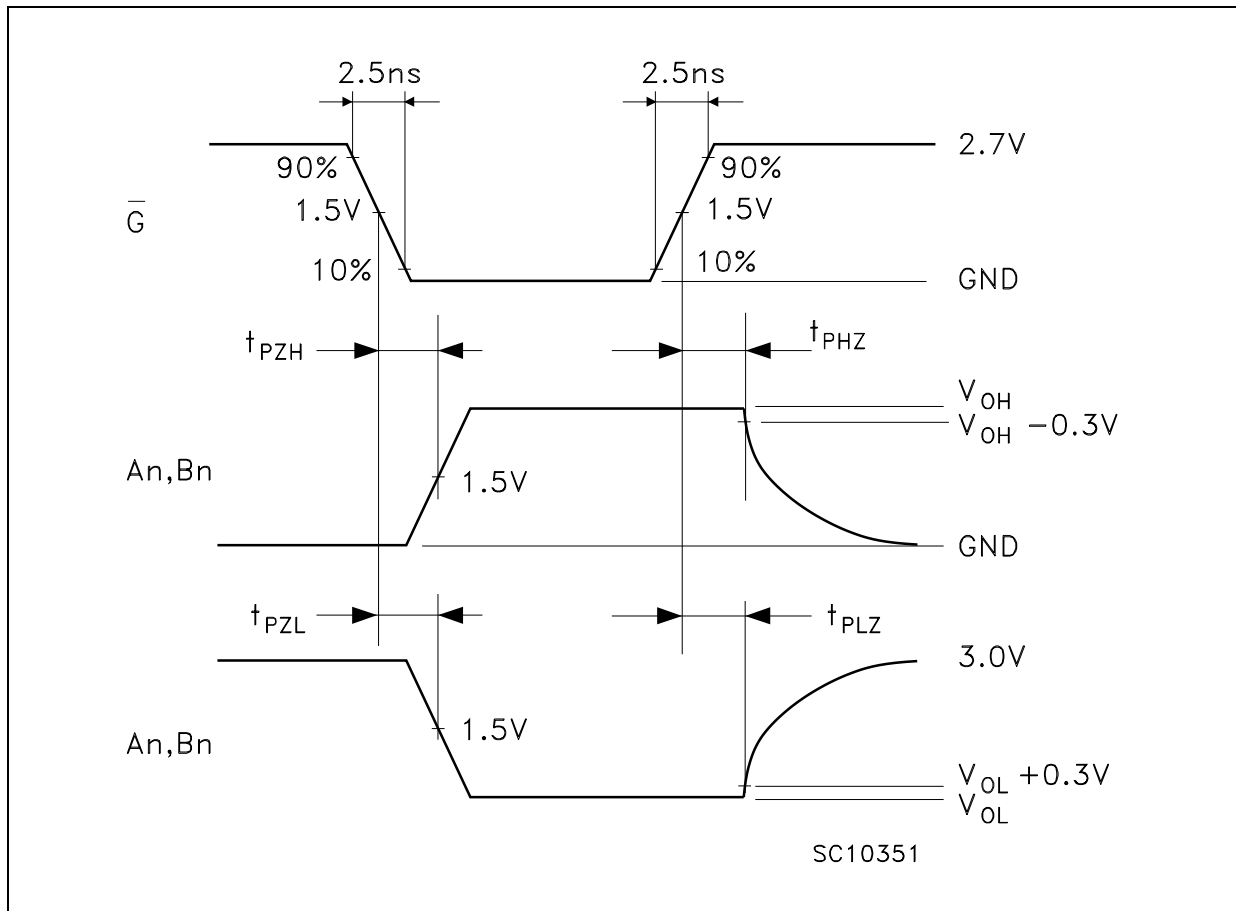 2.5ns 2.5ns
2.7V
90% 90%
G̅ 1.5V 1.5V
10% 10%
GND
tPZH tPHZ
VOH
VOH −0.3V
An,Bn 1.5V
GND
tPZL tPLZ
3.0V
An,Bn 1.5V
VOL +0.3V
VOL
SC10351